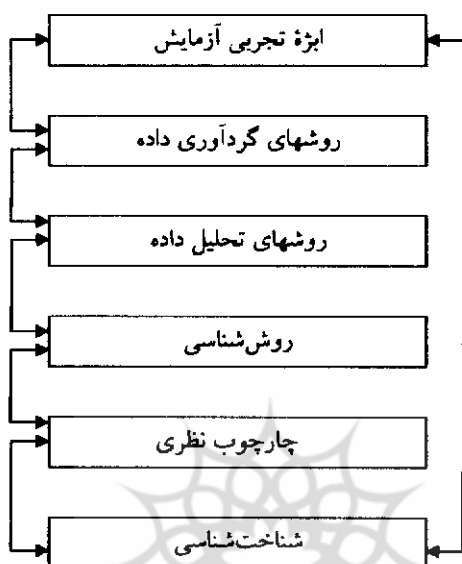 ابژهٔ تجربی آزمایش
روشهای گردآوری داده
روشهای تحلیل داده
روش‌شناسی
چارچوب نظری
شناخت‌شناسی